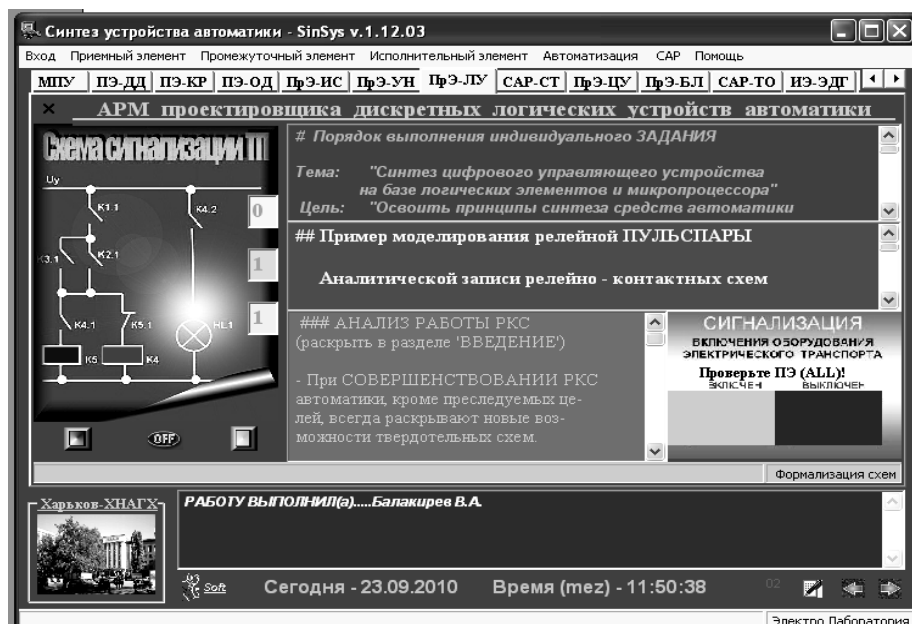 Синтез устройства автоматики - SinSys v.1.12.03
Вход Приемный элемент Промежуточный элемент Исполнительный элемент Автоматизация САР Помощь
МПУ ПЭ-ДД ПЭ-КР ПЭ-ОД ПрЭ-ИС ПрЭ-УН ПрЭ-ЛУ САР-СТ ПрЭ-ЦУ ПрЭ-БЛ САР-ТО ИЭ-ЭДГ
АРМ проектировщика дискретных логических устройств автоматики
Схема сигнализации ТП
Uy
K1.1
K4.2
0
K3.1
K2.1
1
1
K4.1
K5.1
HL1
K5
K4
OFF
# Порядок выполнения индивидуального ЗАДАНИЯ
Тема: "Синтез цифрового управляющего устройства
на базе логических элементов и микропроцессора"
Цель: "Освоить принципы синтеза средств автоматики
## Пример моделирования релейной ПУЛЬСПАРЫ
Аналитической записи релейно - контактных схем
### АНАЛИЗ РАБОТЫ РКС
(раскрыть в разделе 'ВВЕДЕНИЕ')
- При СОВЕРШЕНСТВОВАНИИ РКС
автоматики, кроме преследуемых це-
лей, всегда раскрывают новые воз-
можности твердотельных схем.
СИГНАЛИЗАЦИЯ
ВКЛЮЧЕНИЯ ОБОРУДОВАНИЯ
ЭЛЕКТРИЧЕСКОГО ТРАНСПОРТА
Проверьте ПЭ (ALL)!
ВКЛЮЧЕН ВЫКЛЮЧЕН
Формализация схем
Харьков-ХНАГХ
РАБОТУ ВЫПОЛНИЛ(а).....Балакирев В.А.
Soft Сегодня - 23.09.2010 Время (mez) - 11:50:38 02
Электро Лаборатория